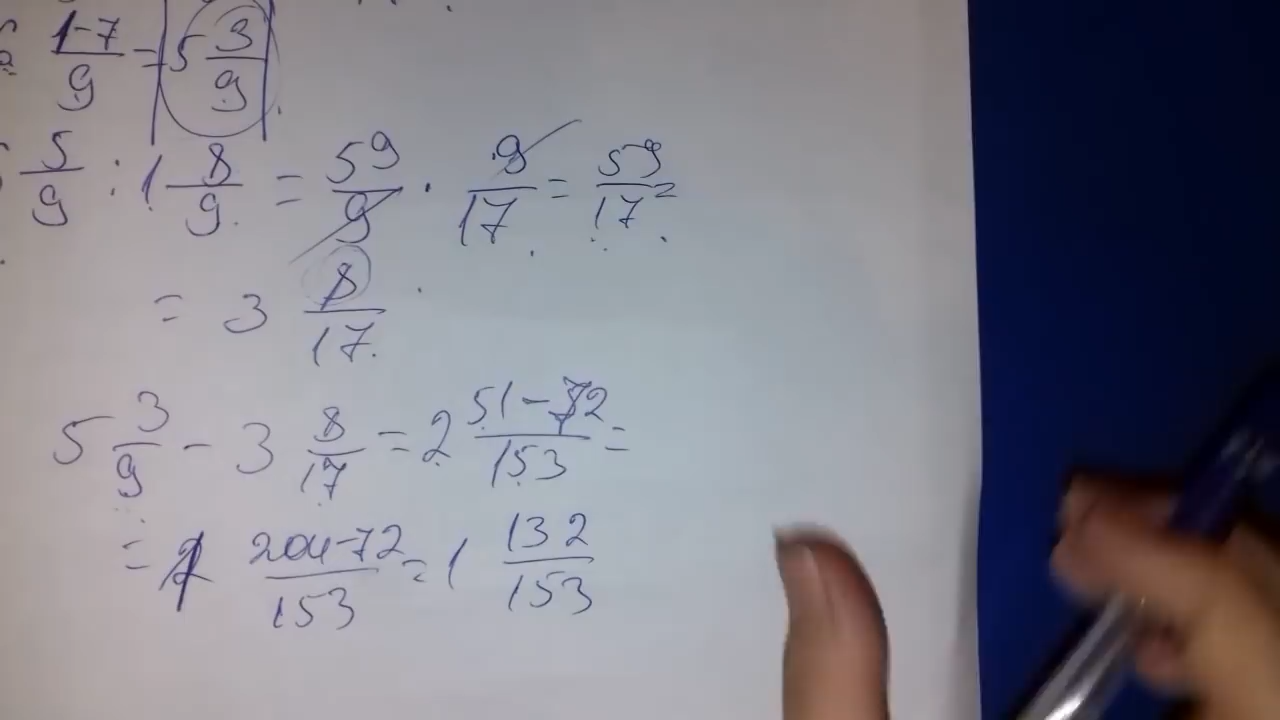 1-7/9 = 5 3/9
5/9 : 1 8/9 = 59/9 · 9/17 = 59/17 =
= 3 8/17
5 3/9 - 3 8/17 = 2 51-72/153 =
= 1 204-72/153 = 1 132/153